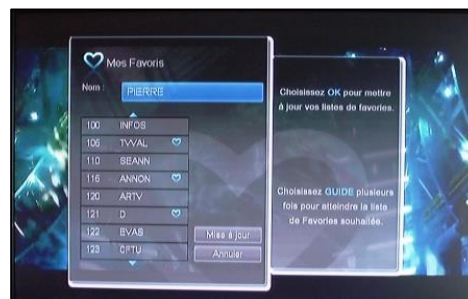 Mes Favoris
Nom :
PIERRE
100 INFOS
106 TVVAL
110 SEANN
116 ANNON
120 ARTV
121 D
122 EVAS
123 CFTU
Mise à jour
Annuler
Choisissez OK pour mettre
à jour vos listes de favories.
Choisissez GUIDE plusieurs
fois pour atteindre la liste
de Favories souhaitée.